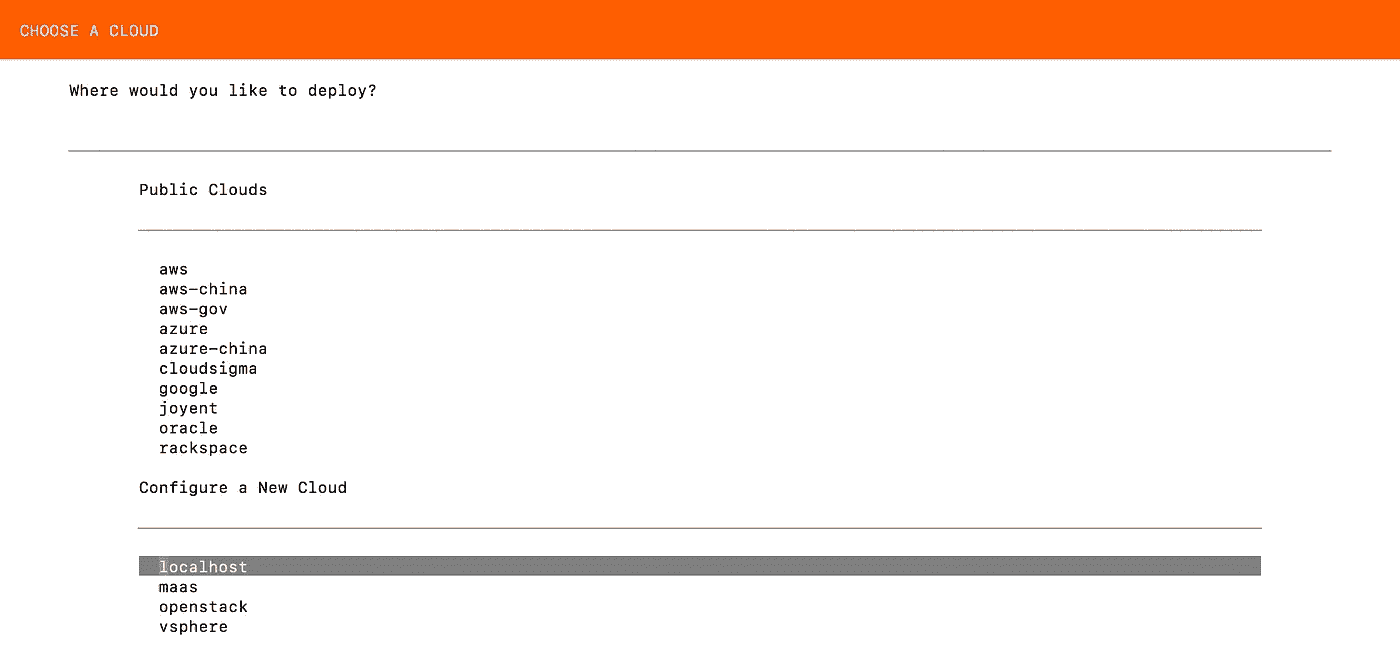 CHOOSE A CLOUD
Where would you like to deploy?
Public Clouds
aws
aws-china
aws-gov
azure
azure-china
cloudsigma
google
joyent
oracle
rackspace
Configure a New Cloud
localhost
maas
openstack
vsphere